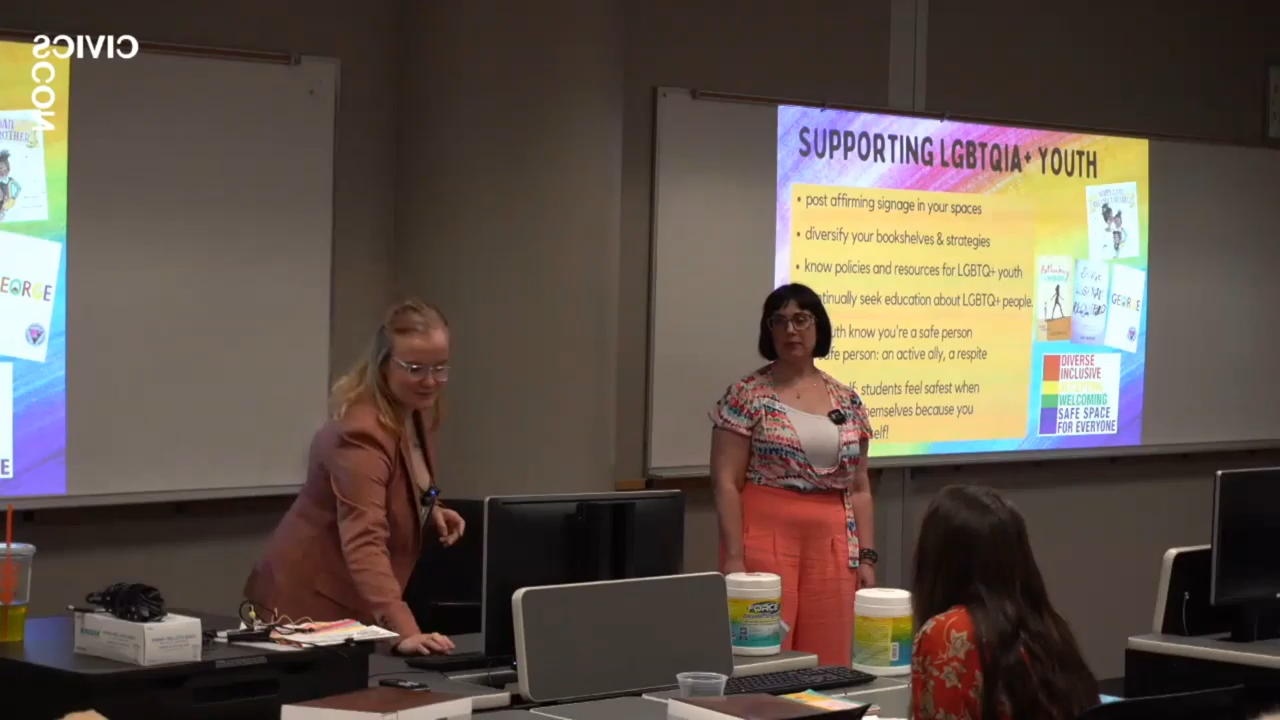 CIVICS
COM
OTHER
GEORGE
E
SUPPORTING LGBTQIA+ YOUTH
• post affirming signage in your spaces
• diversify your bookshelves & strategies
• know policies and resources for LGBTQ+ youth
tinually seek education about LGBTQ+ people.
uth know you're a safe person
afe person: an active ally, a respite
elf: students feel safest when
emselves because you
self!
GEORGE
DIVERSE
INCLUSIVE
ACCEPTING
WELCOMING
SAFE SPACE
FOR EVERYONE
FORCE